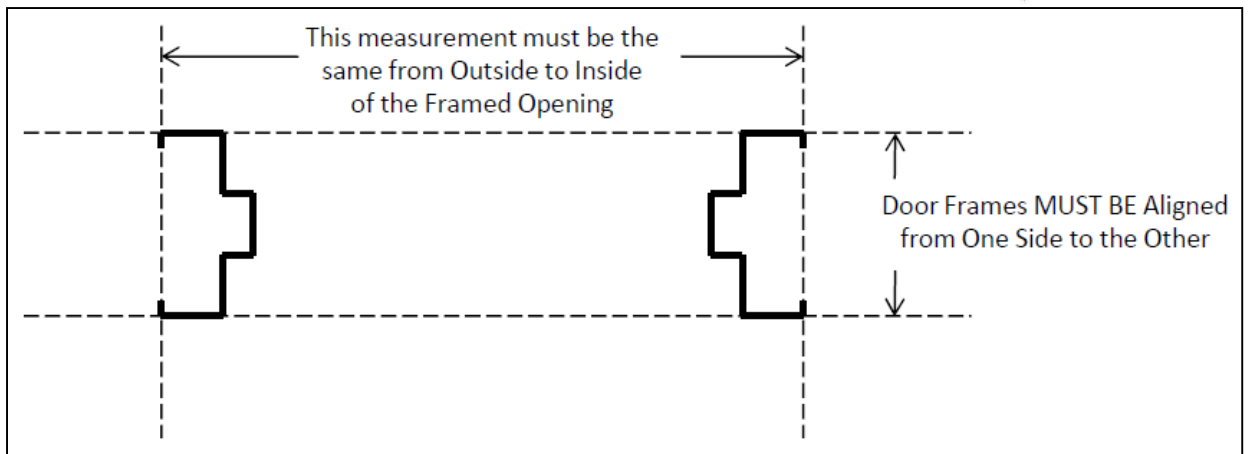 This measurement must be the
same from Outside to Inside
of the Framed Opening
Door Frames MUST BE Aligned
from One Side to the Other